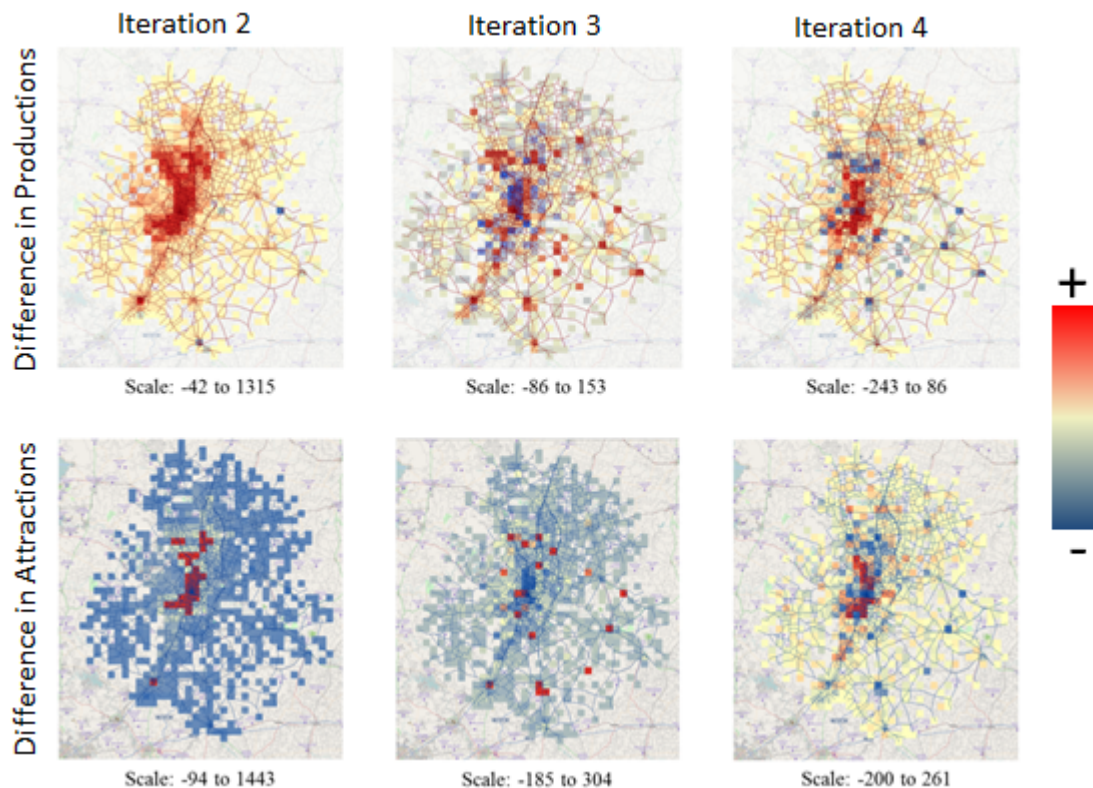 Iteration 2
Iteration 3
Iteration 4
Difference in Productions
Scale: -42 to 1315
Scale: -86 to 153
Scale: -243 to 86
+
-
Difference in Attractions
Scale: -94 to 1443
Scale: -185 to 304
Scale: -200 to 261